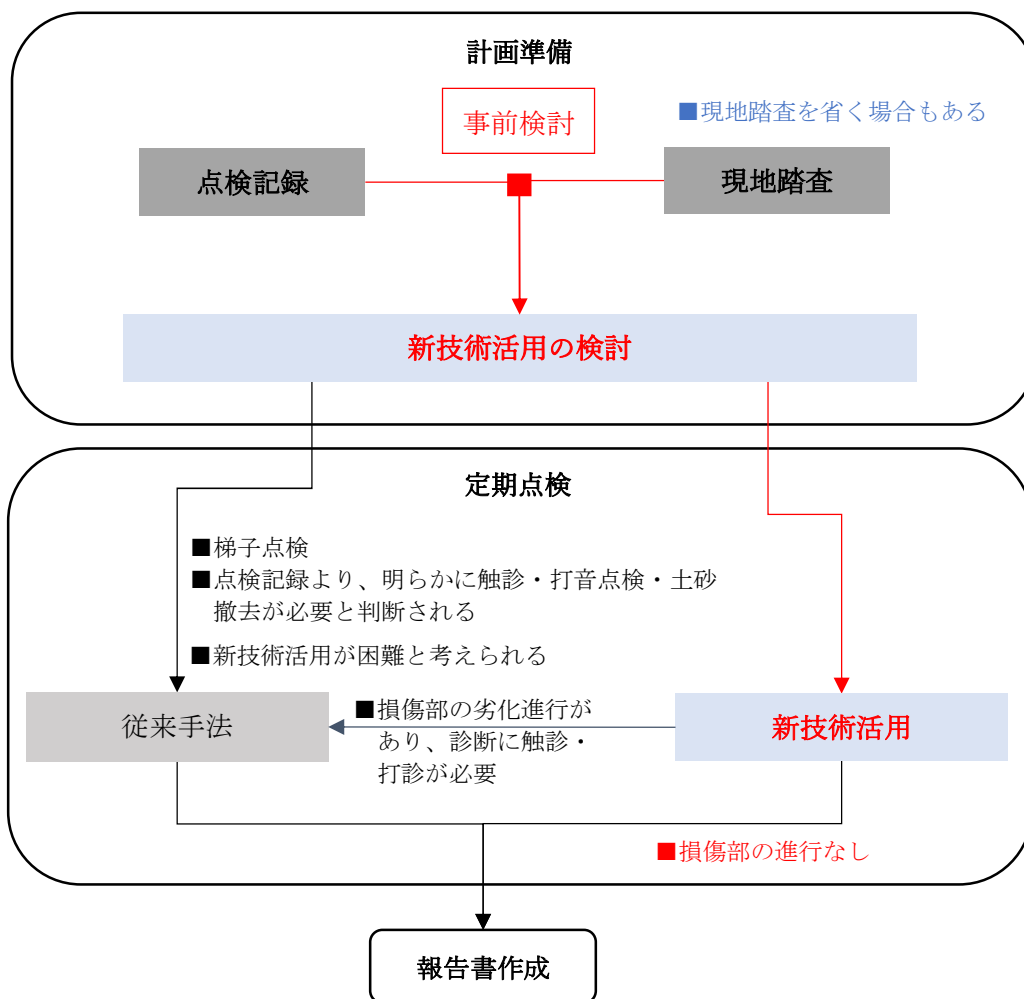 計画準備
事前検討
■現地踏査を省く場合もある
点検記録
現地踏査
新技術活用の検討
定期点検
■梯子点検
■点検記録より、明らかに触診・打音点検・土砂
撤去が必要と判断される
■新技術活用が困難と考えられる
従来手法
■損傷部の劣化進行が
あり、診断に触診・
打診が必要
新技術活用
■損傷部の進行なし
報告書作成